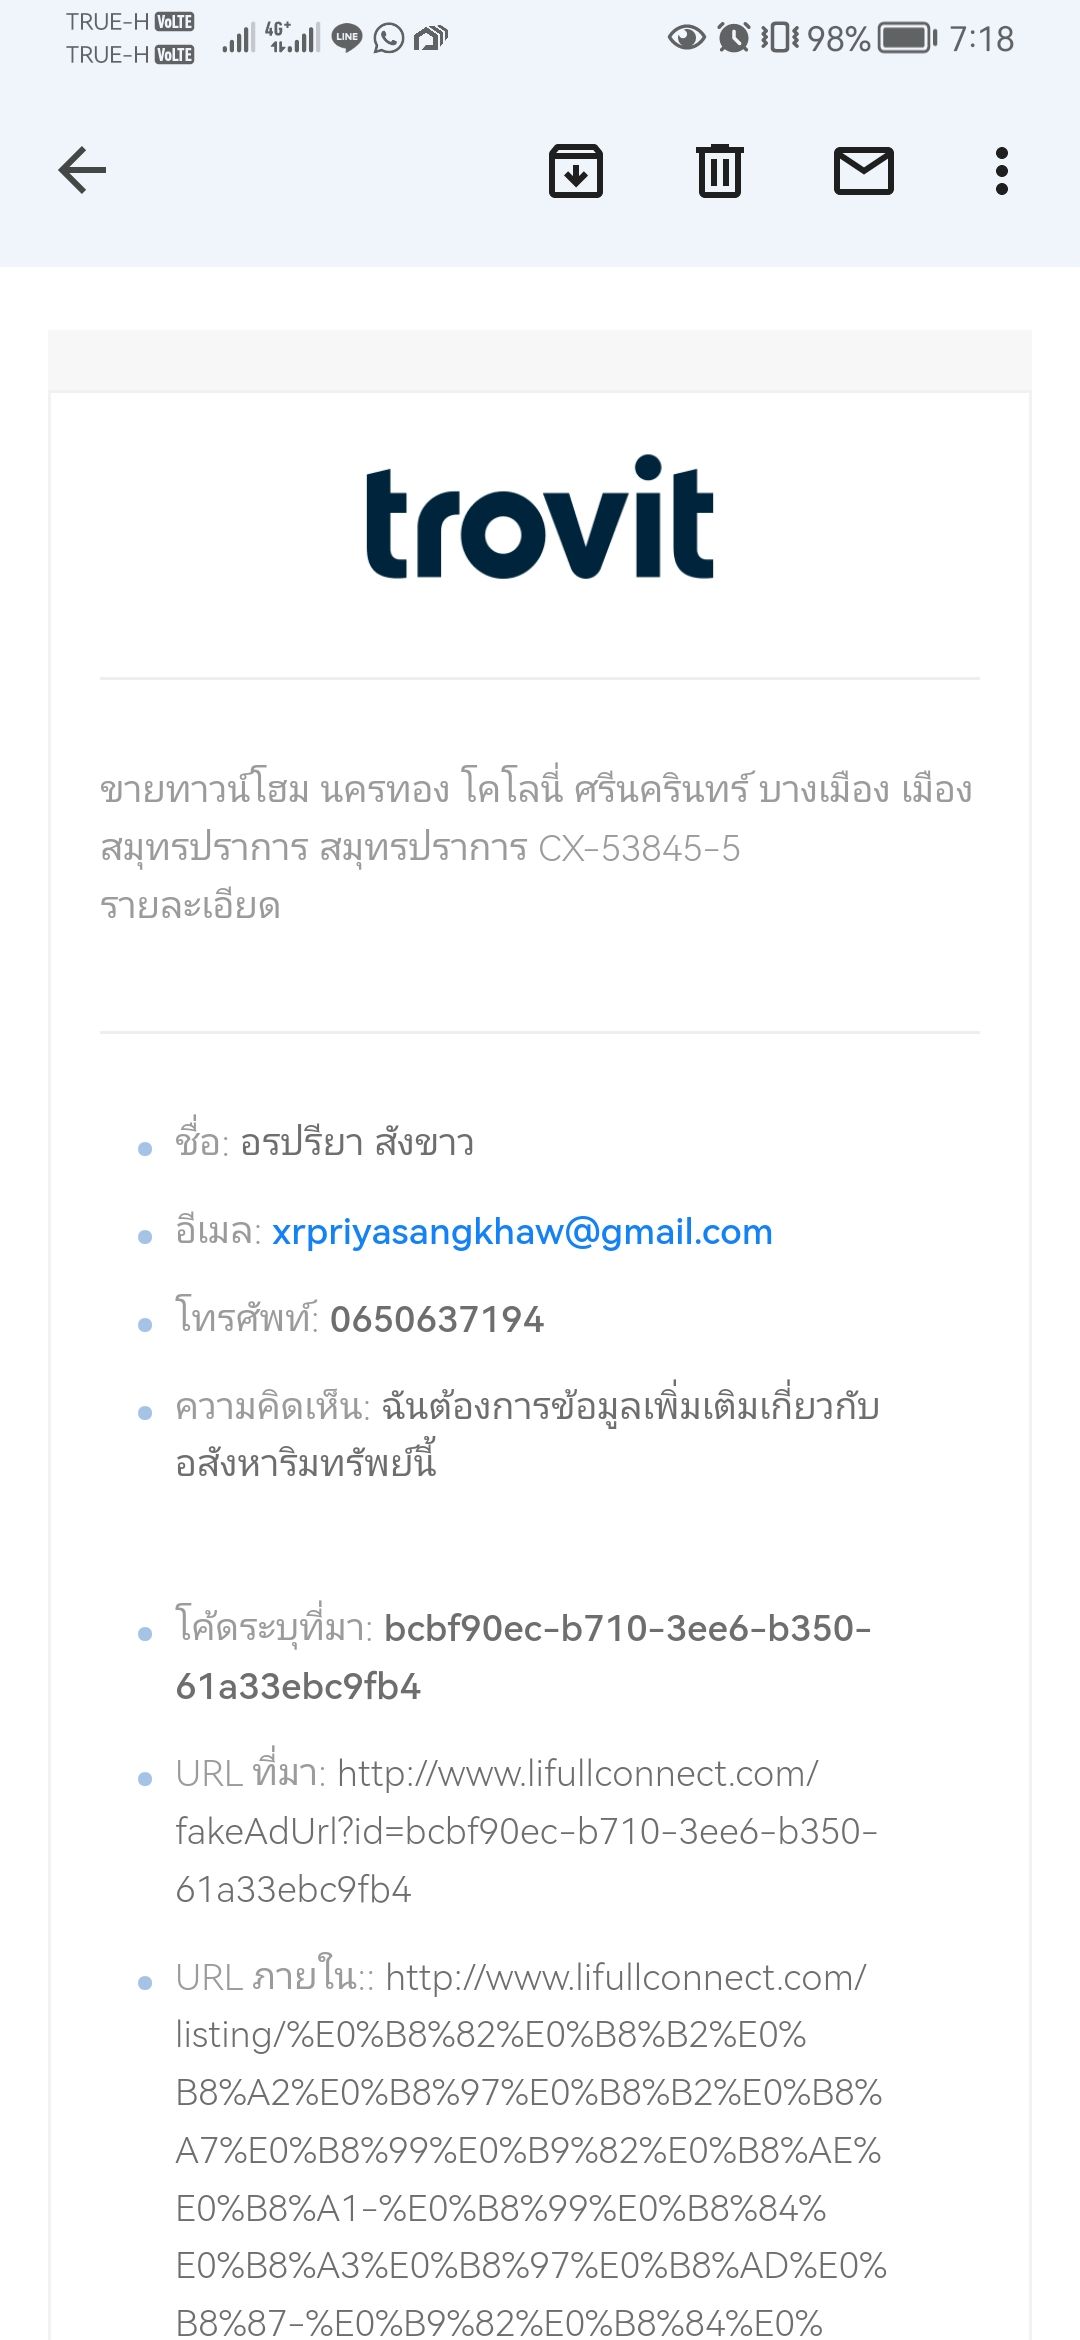 TRUE-H VoLTE
TRUE-H VoLTE
4G+
LINE
98%
7:18
trovit
ขายทาวน์โฮม นครทอง โคโลนี่ ศรีนครินทร์ บางเมือง เมือง
สมุทรปราการ สมุทรปราการ CX-53845-5
รายละเอียด
ชื่อ: อรปรียา สังขาว
อีเมล: xrpriyasangkhaw@gmail.com
โทรศัพท์: 0650637194
ความคิดเห็น: ฉันต้องการข้อมูลเพิ่มเติมเกี่ยวกับ
อสังหาริมทรัพย์นี้
โค้ดระบุที่มา: bcbf90ec-b710-3ee6-b350-
61a33ebc9fb4
URL ที่มา: http://www.lifullconnect.com/
fakeAdUrl?id=bcbf90ec-b710-3ee6-b350-
61a33ebc9fb4
URL ภายใน:: http://www.lifullconnect.com/
listing/%E0%B8%82%E0%B8%B2%E0%
B8%A2%E0%B8%97%E0%B8%B2%E0%B8%
A7%E0%B8%99%E0%B9%82%E0%B8%AE%
E0%B8%A1-%E0%B8%99%E0%B8%84%
E0%B8%A3%E0%B8%97%E0%B8%AD%E0%
B8%87-%E0%B9%82%E0%B8%84%E0%